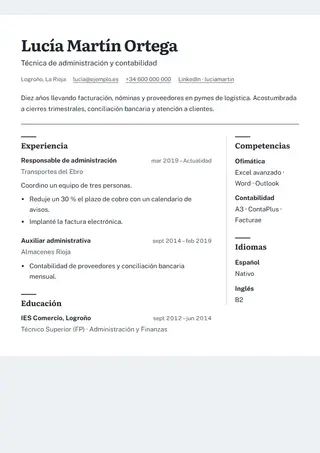 Lucía Martín Ortega
Técnica de administración y contabilidad
Logroño, La Rioja lucia@ejemplo.es +34 600 000 000 LinkedIn · luciamartin
Diez años llevando facturación, nóminas y proveedores en pymes de logística. Acostumbrada
a cierres trimestrales, conciliación bancaria y atención a clientes.
Experiencia
Responsable de administración mar 2019 - Actualidad
Transportes del Ebro
Coordino un equipo de tres personas.
• Reduje un 30 % el plazo de cobro con un calendario de
avisos.
• Implanté la factura electrónica.
Auxiliar administrativa sept 2014 - feb 2019
Almacenes Rioja
• Contabilidad de proveedores y conciliación bancaria
mensual.
Educación
IES Comercio, Logroño sept 2012 - jun 2014
Técnico Superior (FP) · Administración y Finanzas
Competencias
Ofimática
Excel avanzado ·
Word · Outlook
Contabilidad
A3 · ContaPlus ·
Facturae
Idiomas
Español
Nativo
Inglés
B2